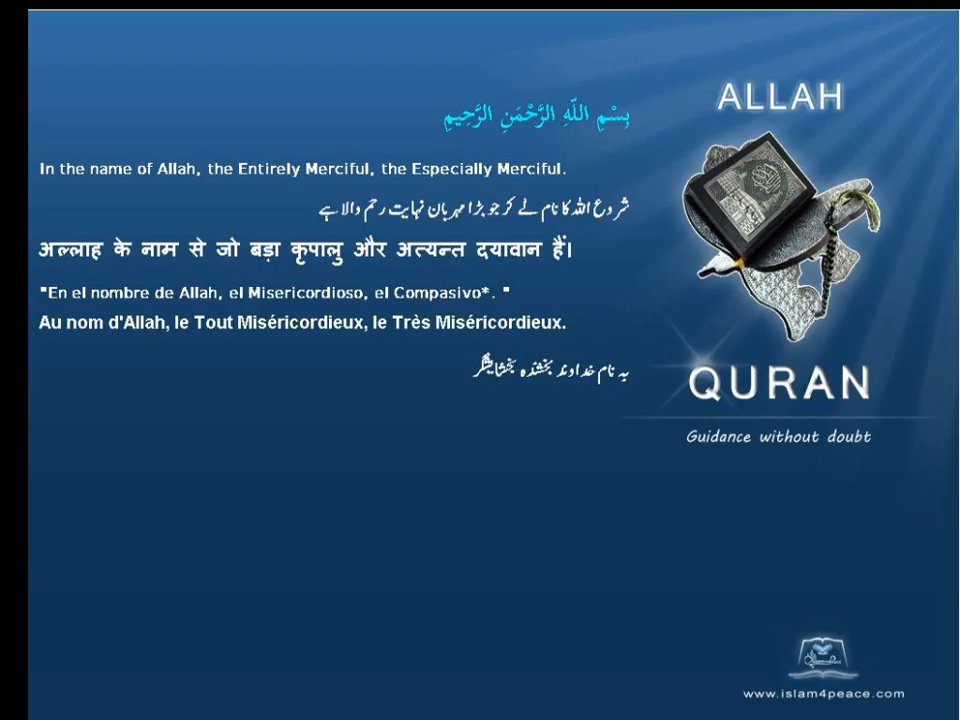 بِسْمِ اللَّهِ الرَّحْمَنِ الرَّحِيمِ
In the name of Allah, the Entirely Merciful, the Especially Merciful.
شروع اللہ کا نام لے کر جو بڑا مہربان نہایت رحم والا ہے
अल्लाह के नाम से जो बड़ा कृपालु और अत्यन्त दयावान हैं।
"En el nombre de Allah, el Misericordioso, el Compasivo*. "
Au nom d'Allah, le Tout Miséricordieux, le Très Miséricordieux.
به نام خداوند بخشنده بخشایشگر
ALLAH
QURAN
Guidance without doubt
www.islam4peace.com